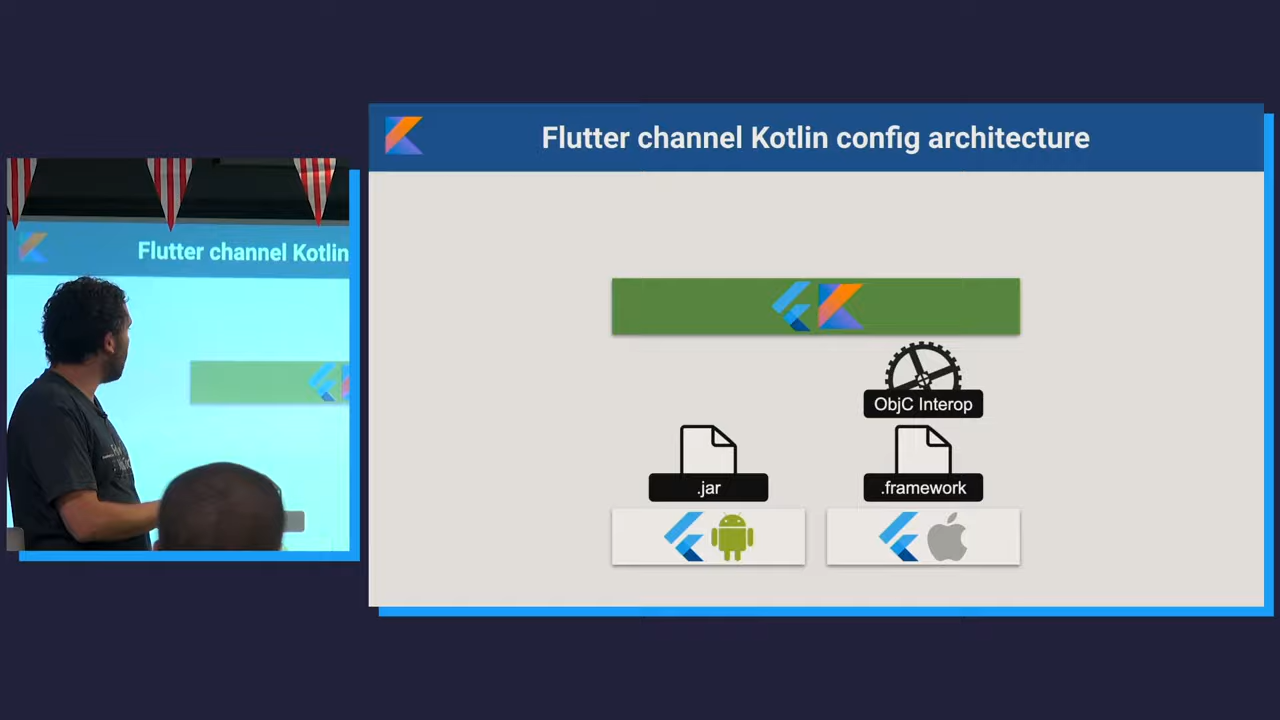 Flutter channel Kotlin config architecture
Flutter channel Kotlin
ObjC Interop
.jar
.framework